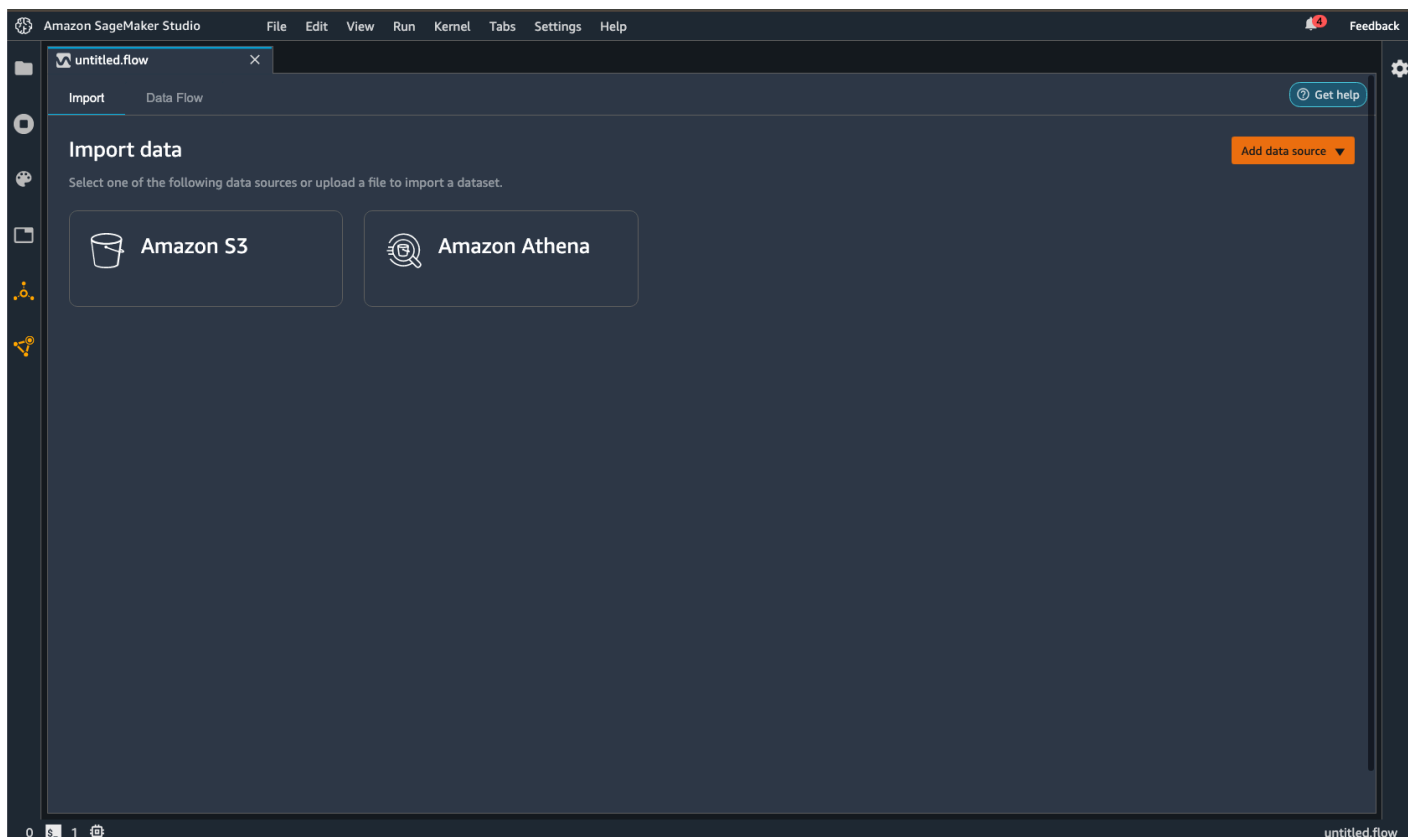 Amazon SageMaker Studio File Edit View Run Kernel Tabs Settings Help 4 Feedback
untitled.flow
Import Data Flow Get help
Import data
Add data source
Select one of the following data sources or upload a file to import a dataset.
Amazon S3 Amazon Athena
0 $_ 1 untitled.flow